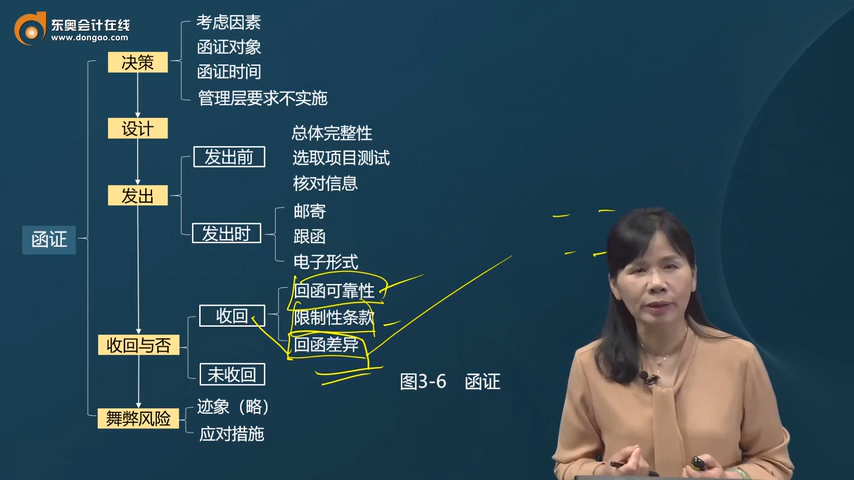 东奥会计在线
www.dongao.com
考虑因素
决策
函证对象
函证时间
管理层要求不实施
设计
总体完整性
发出前
选取项目测试
核对信息
发出
邮寄
函证
发出时
跟函
电子形式
回函可靠性
收回
限制性条款
收回与否
回函差异
未收回
图3-6 函证
迹象（略）
舞弊风险
应对措施